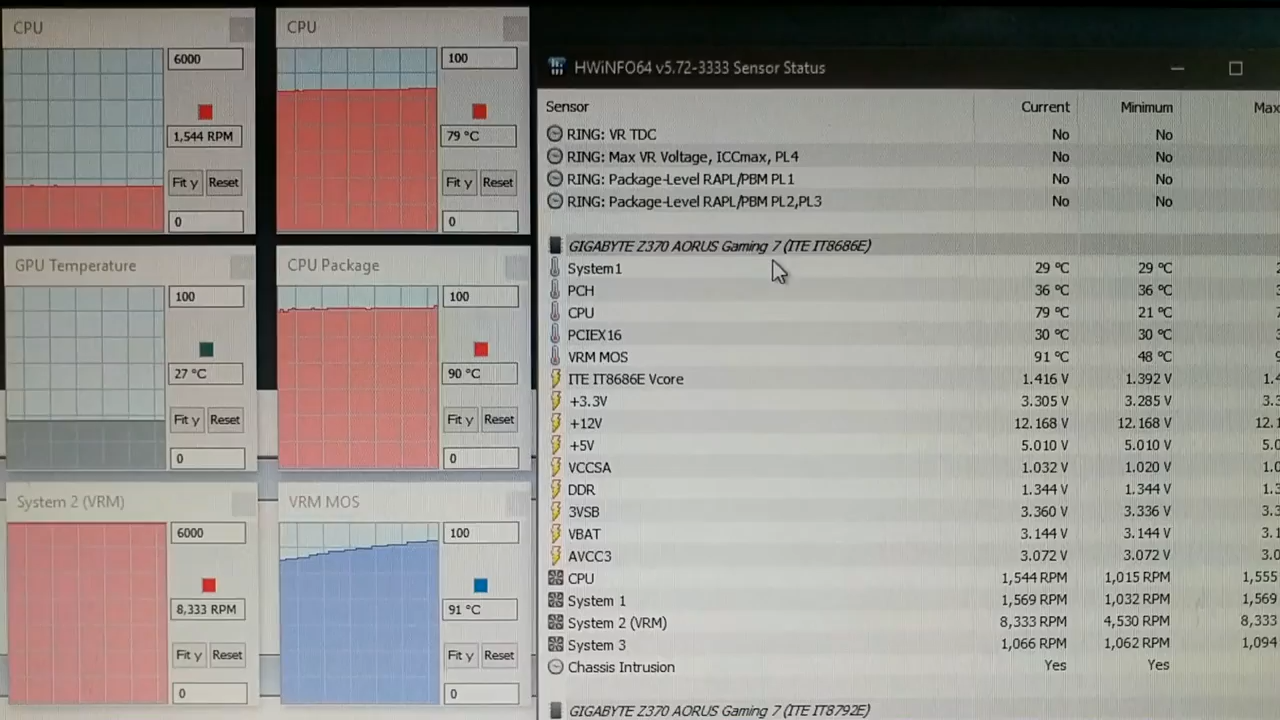 CPU
6000
1,544 RPM
Fit y Reset
0
CPU
100
79 °C
Fit y Reset
0
GPU Temperature
100
27 °C
Fit y Reset
0
CPU Package
100
90 °C
Fit y Reset
0
System 2 (VRM)
6000
8,333 RPM
Fit y Reset
0
VRM MOS
100
91 °C
Fit y Reset
0
HWiNFO64 v5.72-3333 Sensor Status
Sensor Current Minimum Max
RING: VR TDC No No
RING: Max VR Voltage, ICCmax, PL4 No No
RING: Package-Level RAPL/PBM PL1 No No
RING: Package-Level RAPL/PBM PL2,PL3 No No
GIGABYTE Z370 AORUS Gaming 7 (ITE IT8686E)
System1 29 °C 29 °C
PCH 36 °C 36 °C
CPU 79 °C 21 °C
PCIEX16 30 °C 30 °C
VRM MOS 91 °C 48 °C
ITE IT8686E Vcore 1.416 V 1.392 V
+3.3V 3.305 V 3.285 V
+12V 12.168 V 12.168 V
+5V 5.010 V 5.010 V
VCCSA 1.032 V 1.020 V
DDR 1.344 V 1.344 V
3VSB 3.360 V 3.336 V
VBAT 3.144 V 3.144 V
AVCC3 3.072 V 3.072 V
CPU 1,544 RPM 1,015 RPM 1,555
System 1 1,569 RPM 1,032 RPM 1,569
System 2 (VRM) 8,333 RPM 4,530 RPM 8,333
System 3 1,066 RPM 1,062 RPM 1,094
Chassis Intrusion Yes Yes
GIGABYTE Z370 AORUS Gaming 7 (ITE IT8792E)